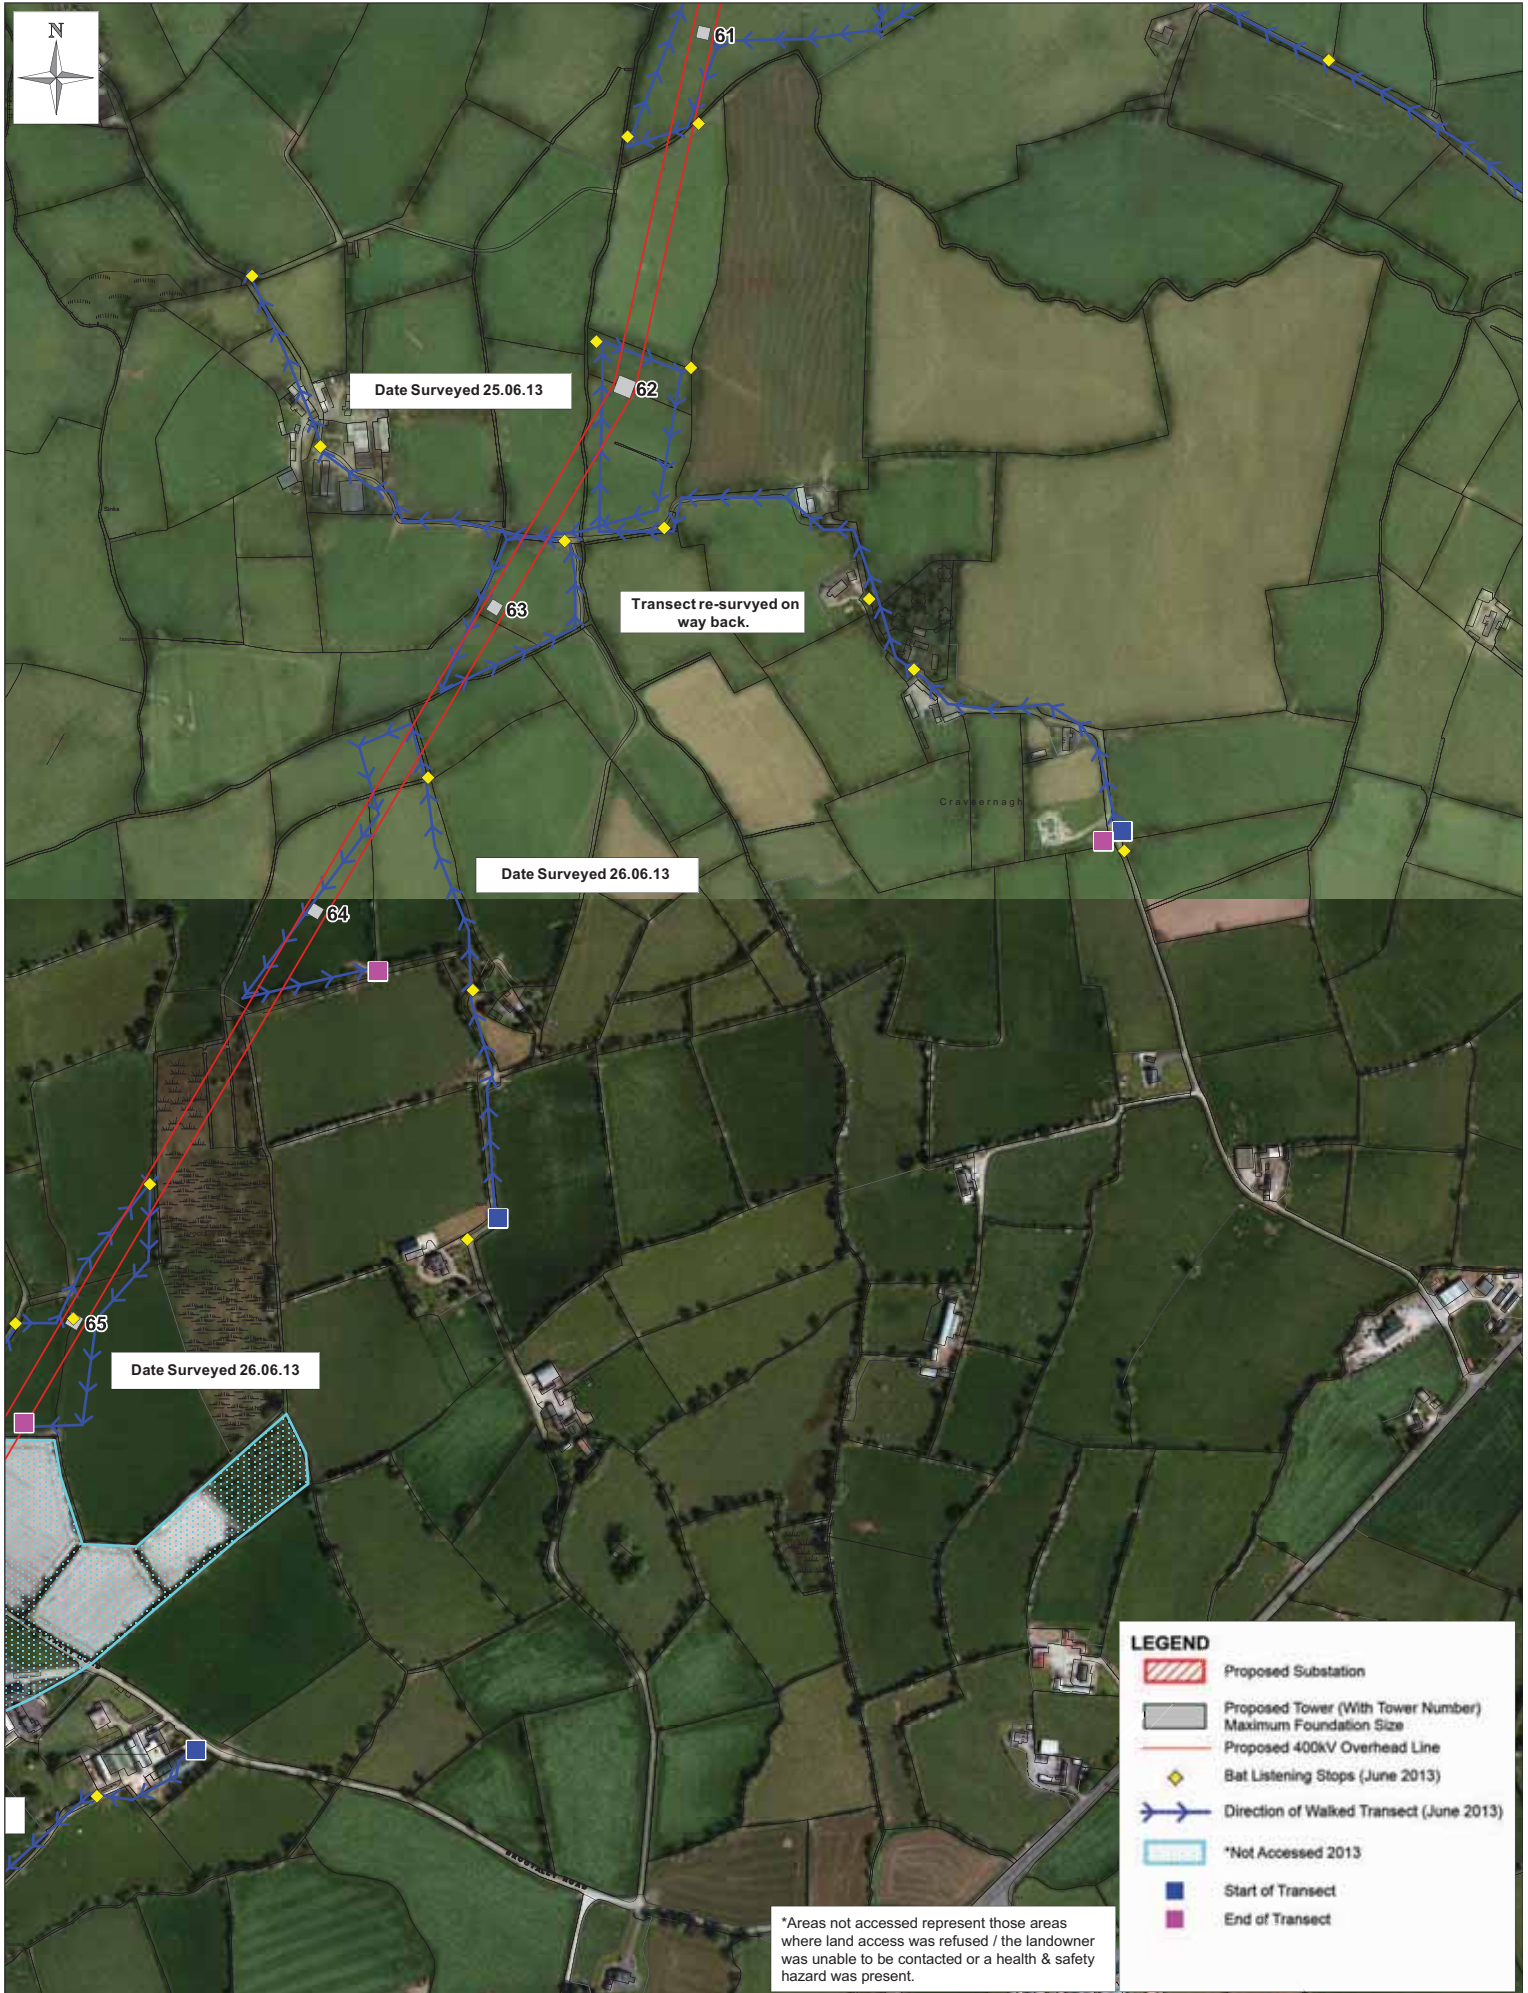 N
61
Date Surveyed 25.06.13
62
63
Transect re-survyed on
way back.
Craveernagh
Date Surveyed 26.06.13
64
65
Date Surveyed 26.06.13
LEGEND
Proposed Substation
Proposed Tower (With Tower Number)
Maximum Foundation Size
Proposed 400kV Overhead Line
Bat Listening Stops (June 2013)
Direction of Walked Transect (June 2013)
*Not Accessed 2013
Start of Transect
End of Transect
*Areas not accessed represent those areas
where land access was refused / the landowner
was unable to be contacted or a health & safety
hazard was present.